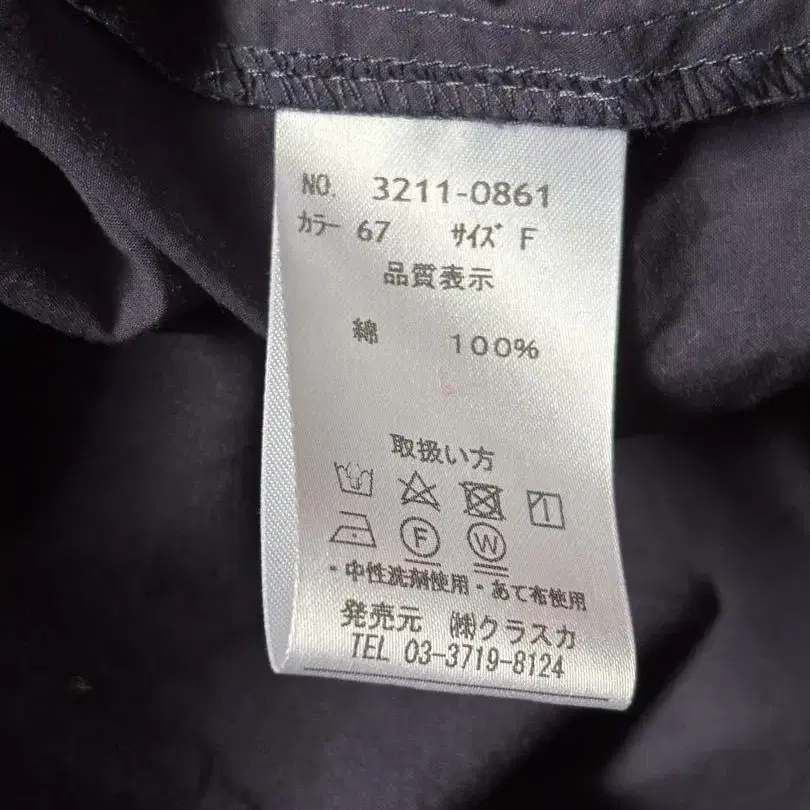 NO. 3211-0861
カラー 67 サイズ F
品質表示
綿 100%
取扱い方
F W
・中性洗剤使用・あて布使用
発売元 ㈱クラスカ
TEL 03-3719-8124